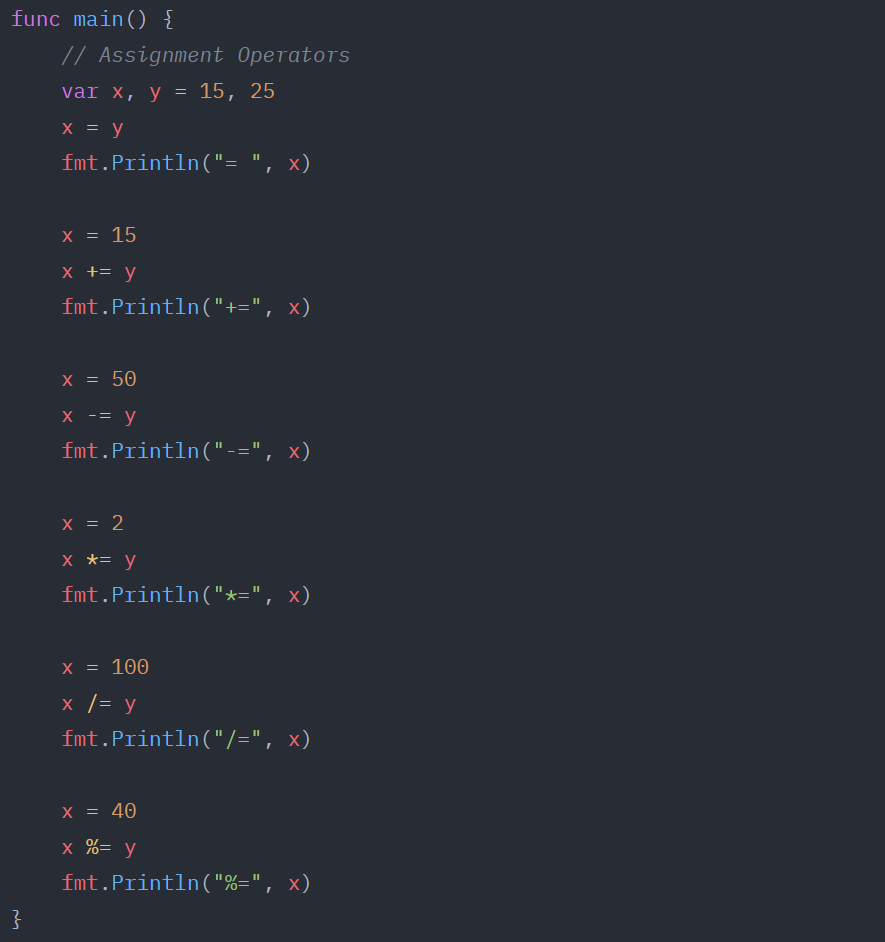 func main() {
    // Assignment Operators
    var x, y = 15, 25
    x = y
    fmt.Println("= ", x)

    x = 15
    x += y
    fmt.Println("+=", x)

    x = 50
    x -= y
    fmt.Println("-=", x)

    x = 2
    x *= y
    fmt.Println("*=", x)

    x = 100
    x /= y
    fmt.Println("/=", x)

    x = 40
    x %= y
    fmt.Println("%=", x)
}